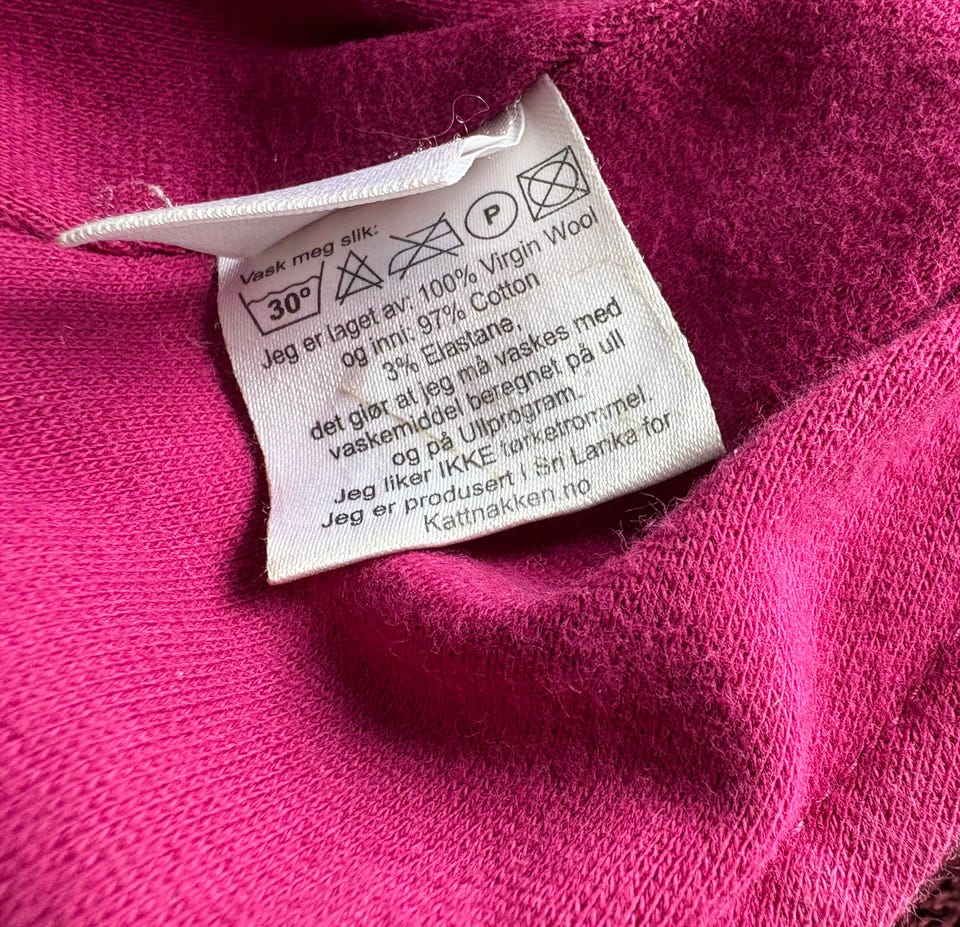 Vask meg slik:
30° P
Jeg er laget av: 100% Virgin Wool
og inni: 97% Cotton
3% Elastane,
det gjør at jeg må vaskes med
vaskemiddel beregnet på ull
og på Ullprogram.
Jeg liker IKKE tørketrommel.
Jeg er produsert i Sri Lanka for
Kattnakken.no